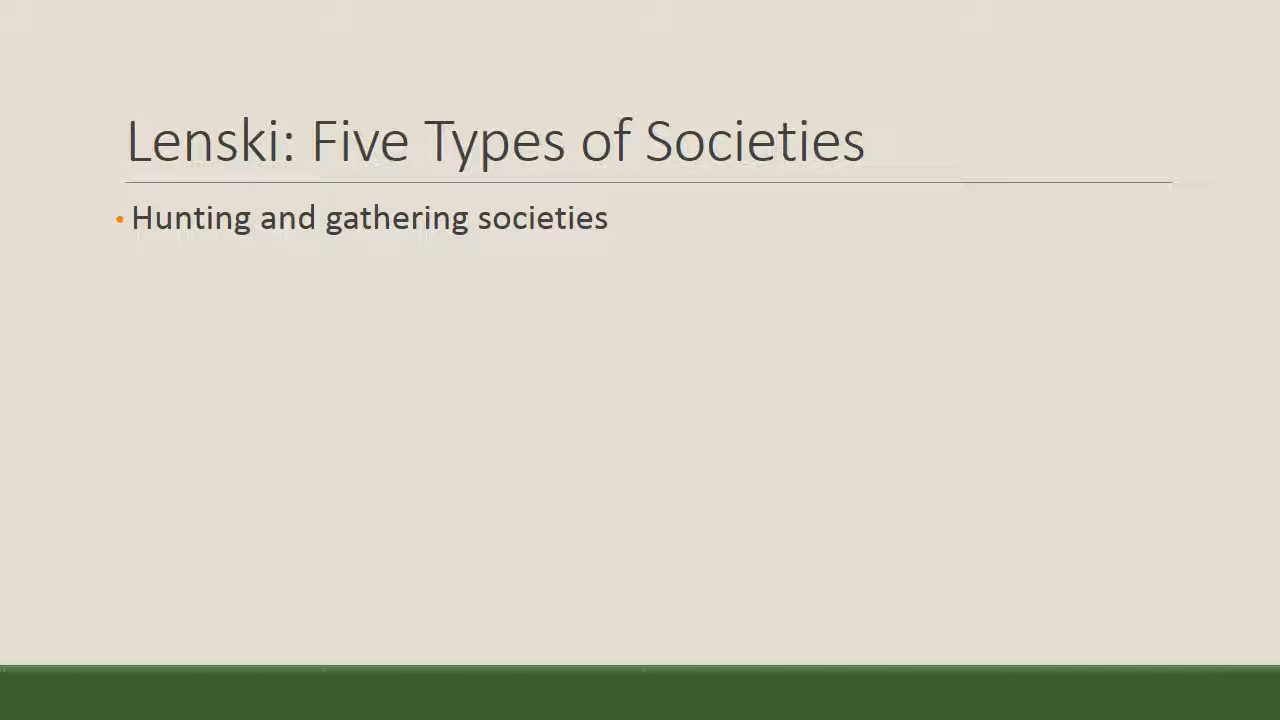 Lenski: Five Types of Societies
• Hunting and gathering societies